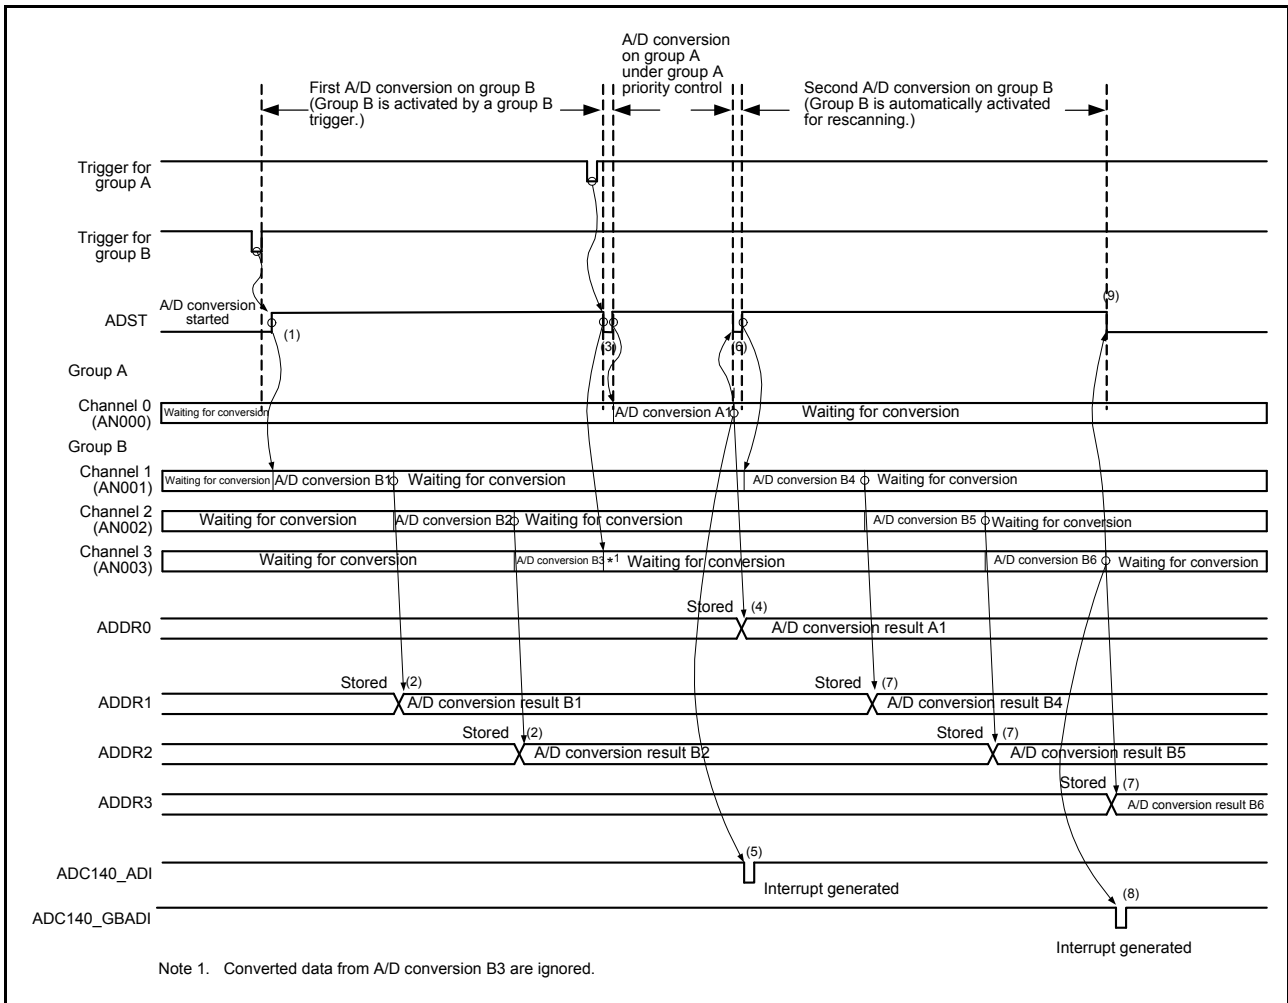 A/D conversion
on group A
under group A
priority control
First A/D conversion on group B
(Group B is activated by a group B
trigger.)
Second A/D conversion on group B
(Group B is automatically activated
for rescanning.)
Trigger for
group A
Trigger for
group B
A/D conversion
started
ADST
(1)
(3)
(6)
(9)
Group A
Channel 0
(AN000)
Waiting for conversion
A/D conversion A1
Waiting for conversion
Group B
Channel 1
(AN001)
Waiting for conversion
A/D conversion B1
Waiting for conversion
A/D conversion B4
Waiting for conversion
Channel 2
(AN002)
Waiting for conversion
A/D conversion B2
Waiting for conversion
A/D conversion B5
Waiting for conversion
Channel 3
(AN003)
Waiting for conversion
A/D conversion B3 *1
Waiting for conversion
A/D conversion B6
Waiting for conversion
Stored (4)
ADDR0
A/D conversion result A1
Stored (2)
Stored (7)
ADDR1
A/D conversion result B1
A/D conversion result B4
Stored (2)
Stored (7)
ADDR2
A/D conversion result B2
A/D conversion result B5
Stored (7)
ADDR3
A/D conversion result B6
ADC140_ADI
(5)
Interrupt generated
ADC140_GBADI
(8)
Interrupt generated
Note 1. Converted data from A/D conversion B3 are ignored.